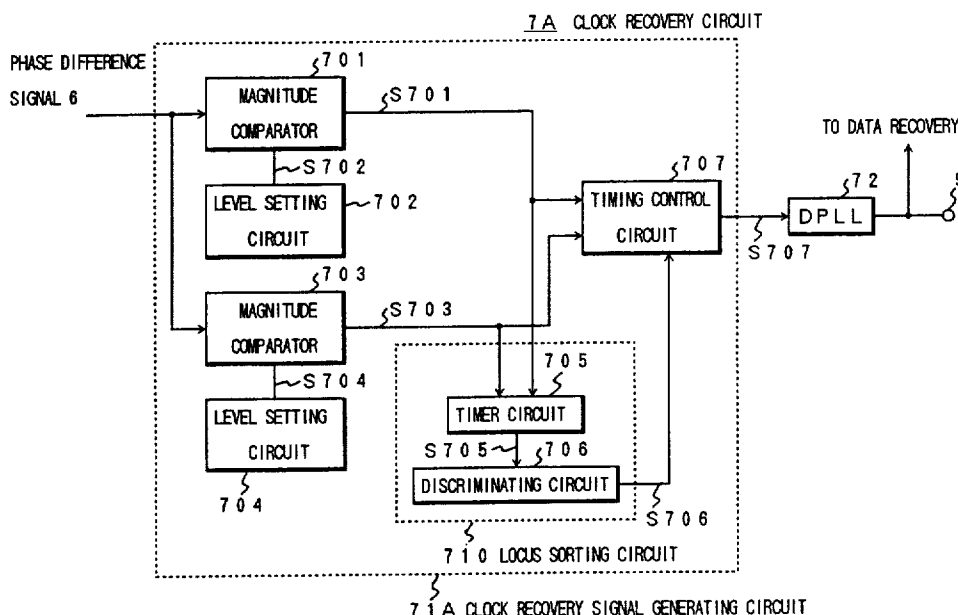 7A CLOCK RECOVERY CIRCUIT
PHASE DIFFERENCE
SIGNAL 6
701
MAGNITUDE
COMPARATOR
S701
S702
LEVEL SETTING
CIRCUIT
702
703
MAGNITUDE
COMPARATOR
S703
S704
LEVEL SETTING
CIRCUIT
704
705
TIMER CIRCUIT
S705
706
DISCRIMINATING CIRCUIT
S706
710 LOCUS SORTING CIRCUIT
707
TIMING CONTROL
CIRCUIT
S707
72
DPLL
TO DATA RECOVERY
71A CLOCK RECOVERY SIGNAL GENERATING CIRCUIT